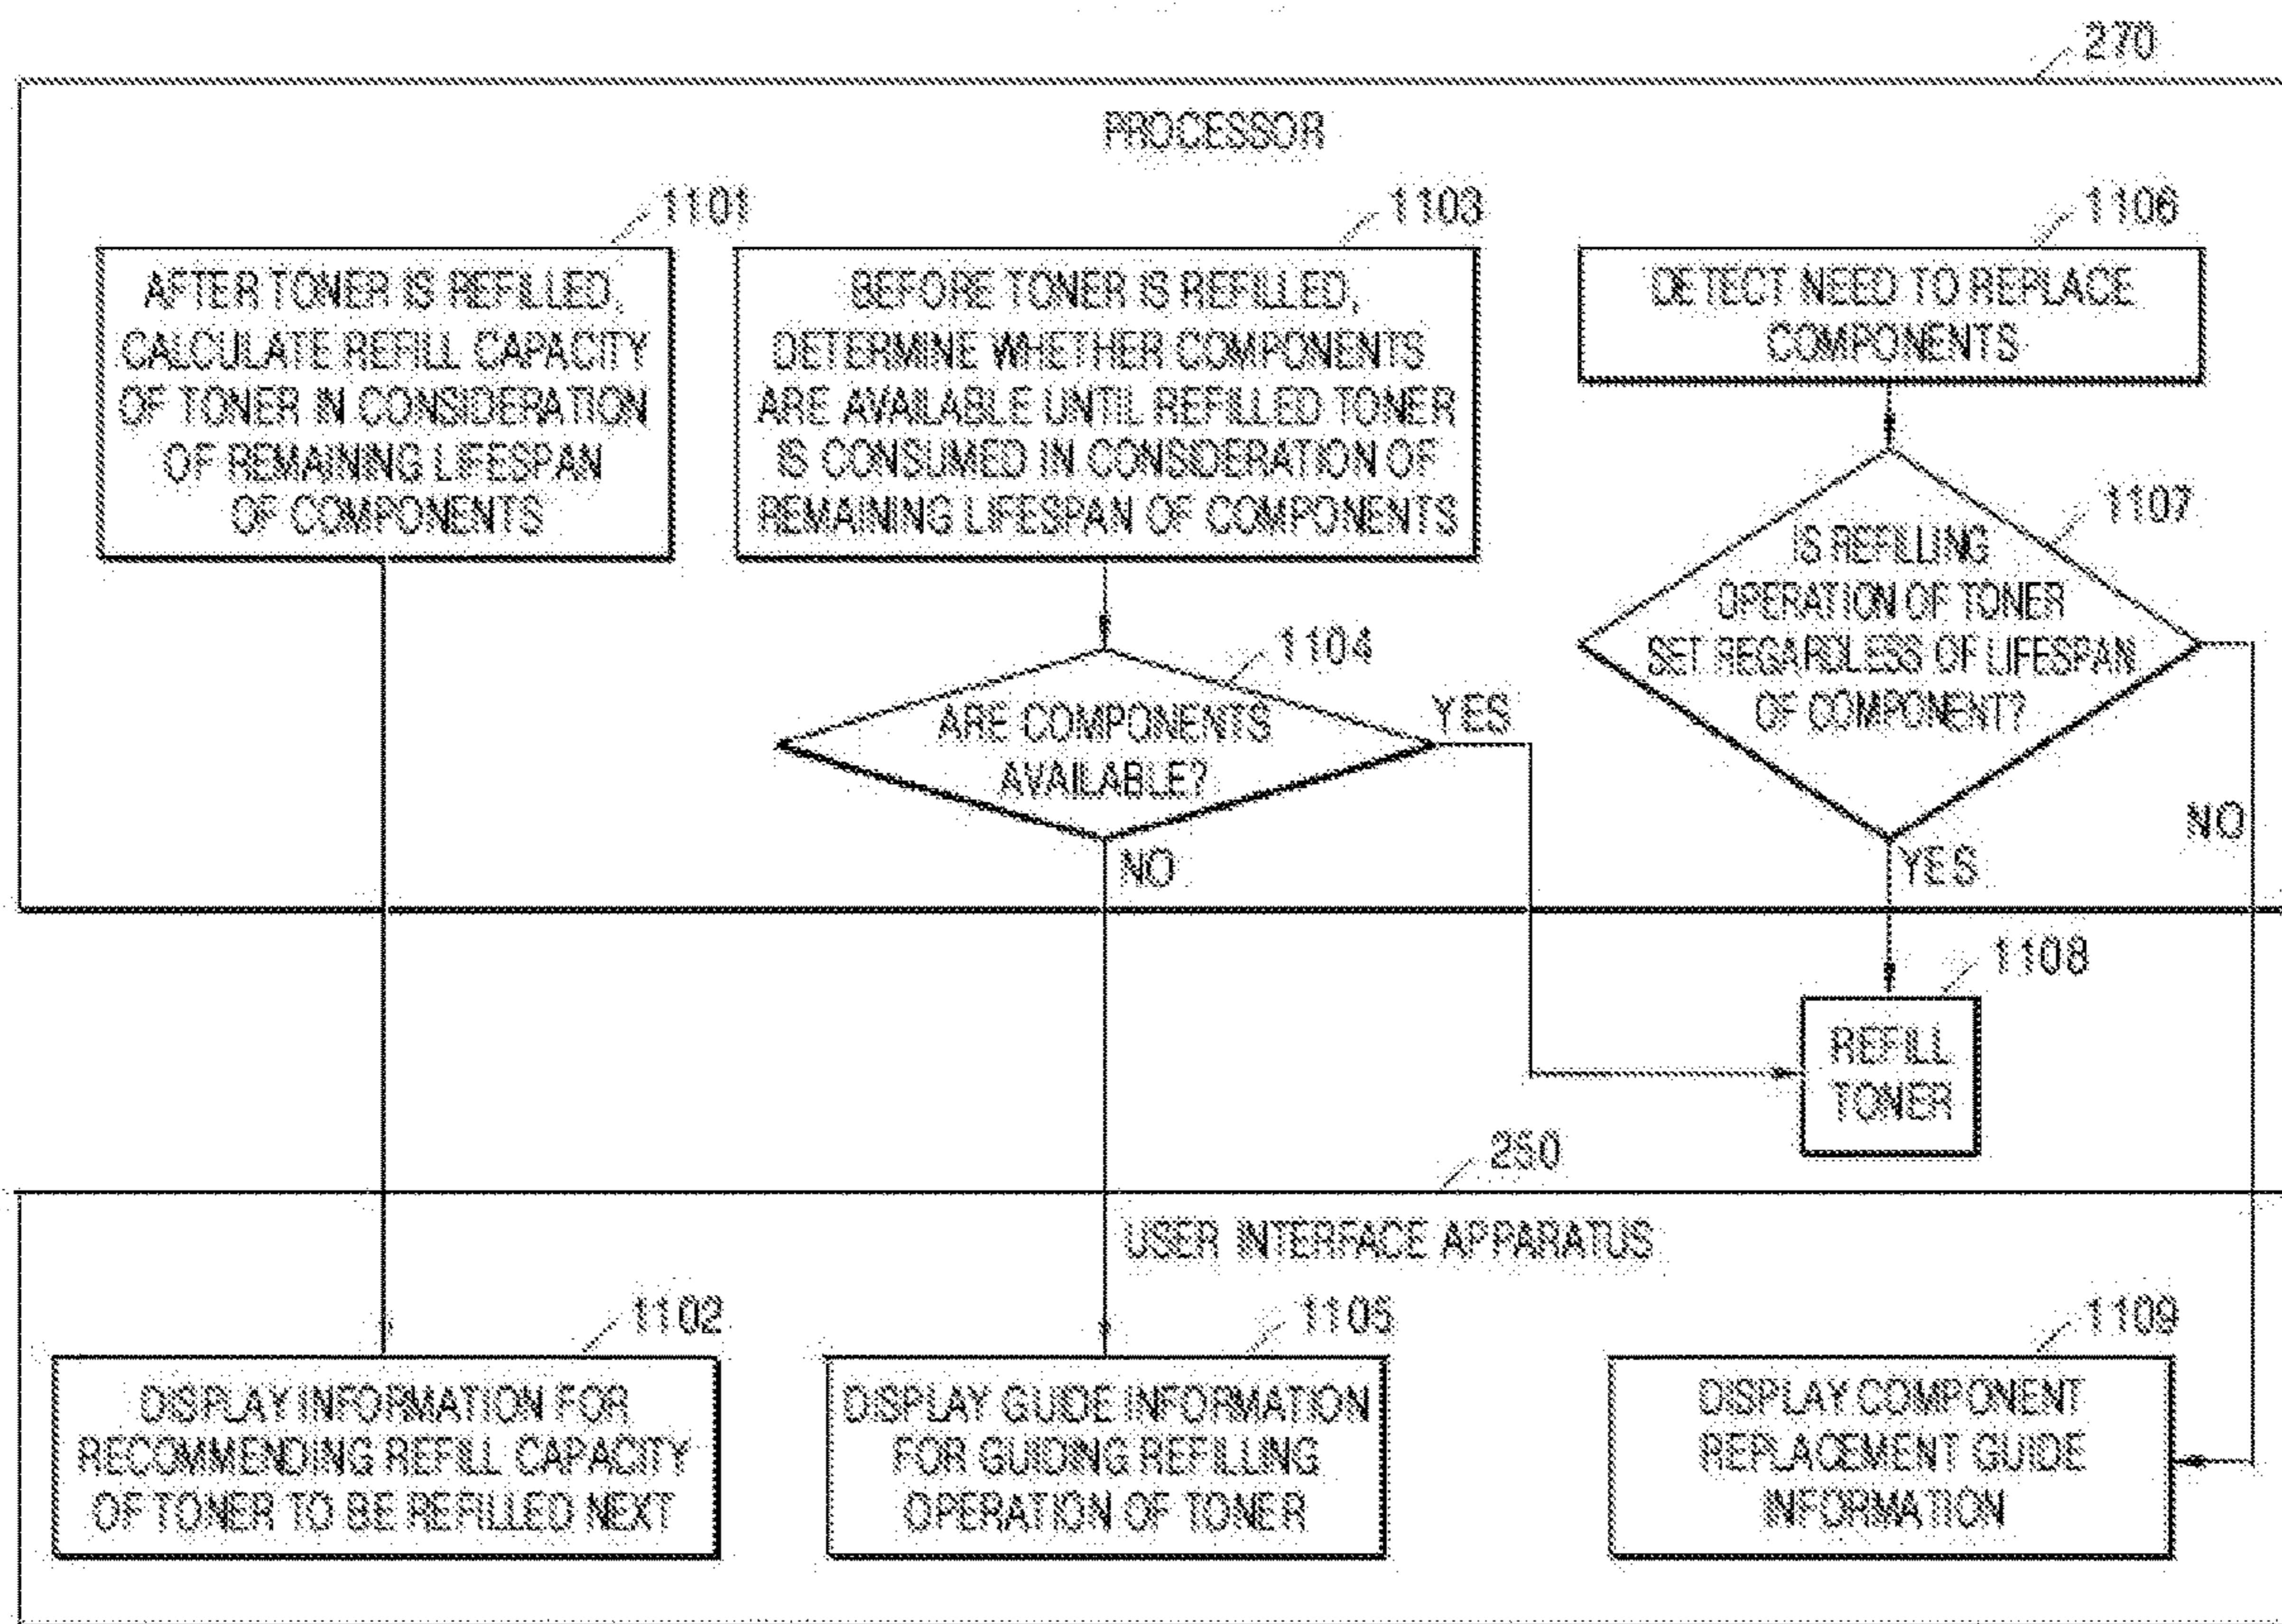 270
PROCESSOR
1101
AFTER TONER IS REFILLED,
CALCULATE REFILL CAPACITY
OF TONER IN CONSIDERATION
OF REMAINING LIFESPAN
OF COMPONENTS
1103
BEFORE TONER IS REFILLED,
DETERMINE WHETHER COMPONENTS
ARE AVAILABLE UNTIL REFILLED TONER
IS CONSUMED IN CONSIDERATION OF
REMAINING LIFESPAN OF COMPONENTS
1104
ARE COMPONENTS
AVAILABLE?
YES
NO
1106
DETECT NEED TO REPLACE
COMPONENTS
1107
IS REFILLING
OPERATION OF TONER
SET REGARDLESS OF LIFESPAN
OF COMPONENT?
NO
YES
1108
REFILL
TONER
250
USER INTERFACE APPARATUS
1102
DISPLAY INFORMATION FOR
RECOMMENDING REFILL CAPACITY
OF TONER TO BE REFILLED NEXT
1105
DISPLAY GUIDE INFORMATION
FOR GUIDING REFILLING
OPERATION OF TONER
1109
DISPLAY COMPONENT
REPLACEMENT GUIDE
INFORMATION